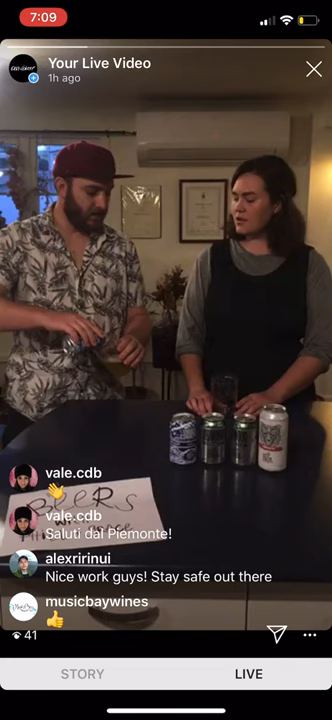 7:09
Your Live Video
1h ago
vale.cdb
👋
vale.cdb
Saluti dal Piemonte!
BEERS
alexririnui
Nice work guys! Stay safe out there
musicbaywines
👍
41
STORY
LIVE